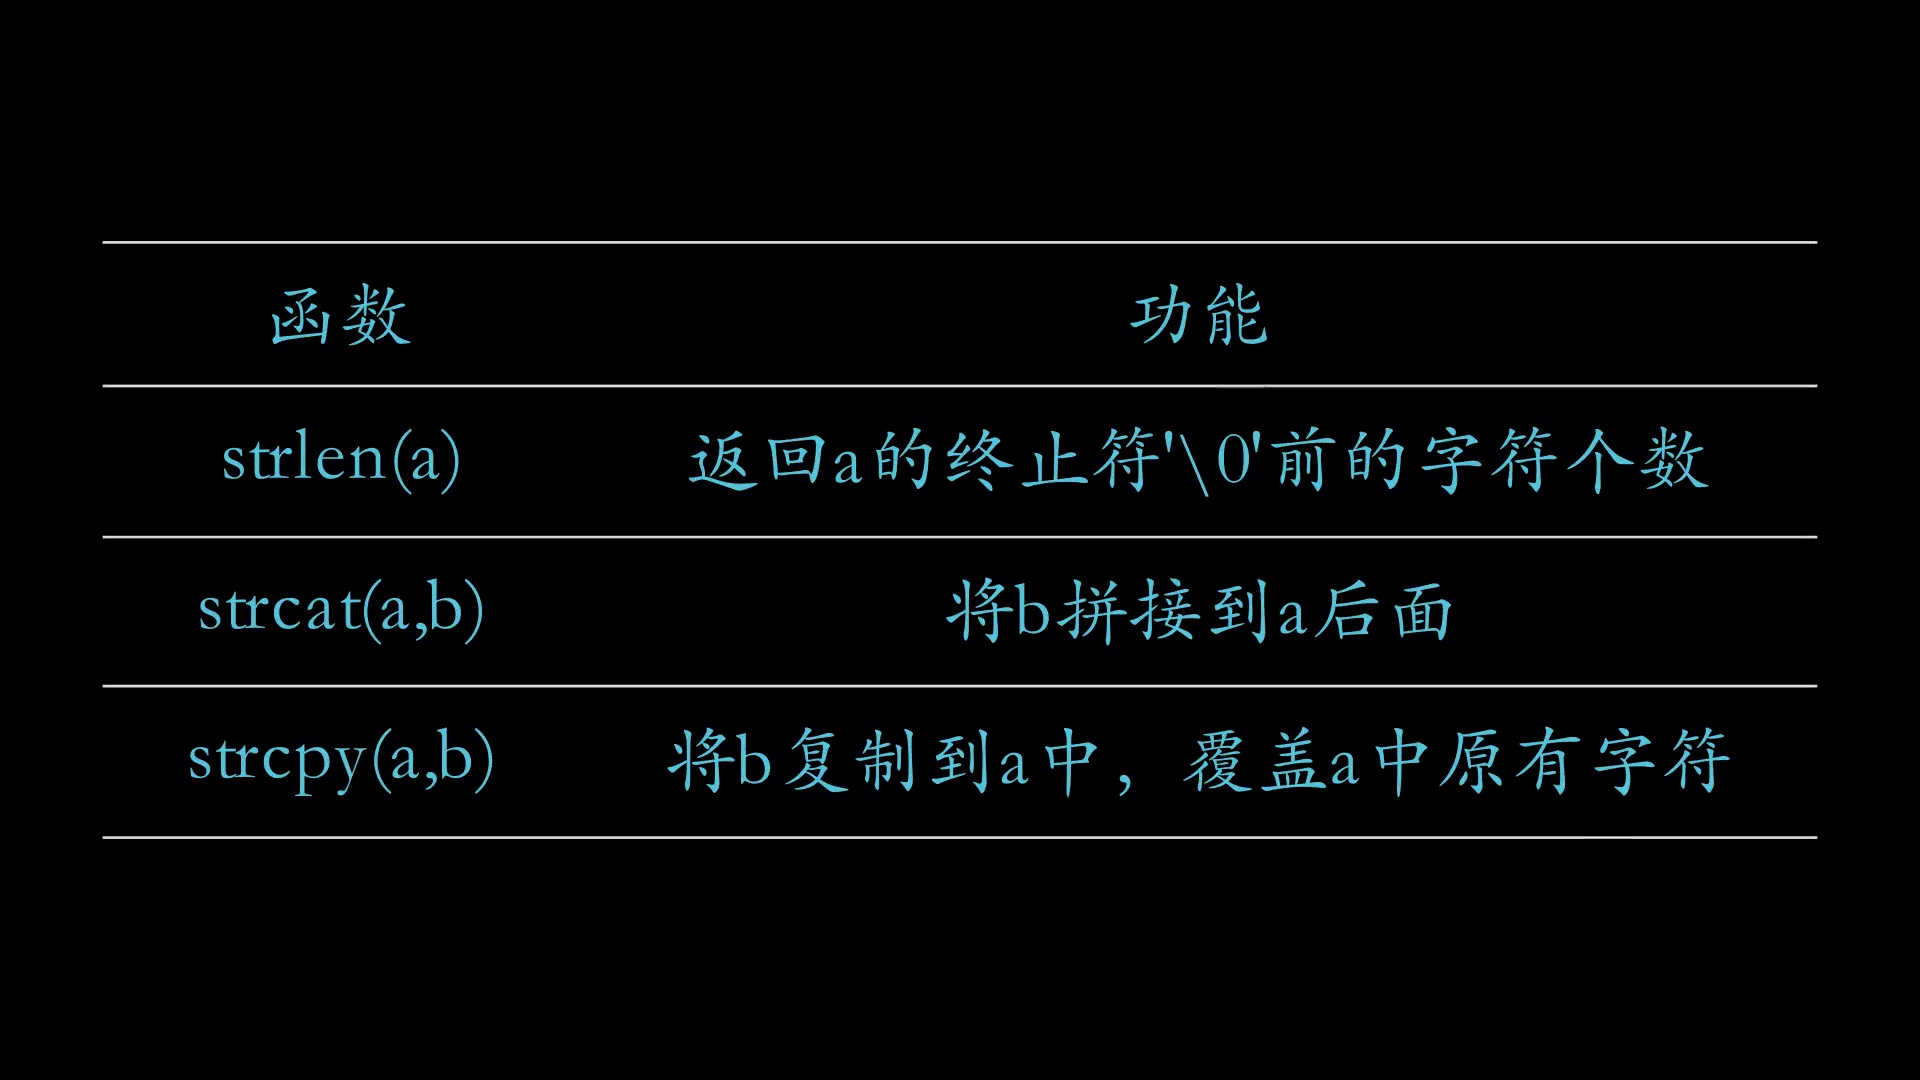 函数 功能
strlen(a) 返回a的终止符'\0'前的字符个数
strcat(a,b) 将b拼接到a后面
strcpy(a,b) 将b复制到a中，覆盖a中原有字符